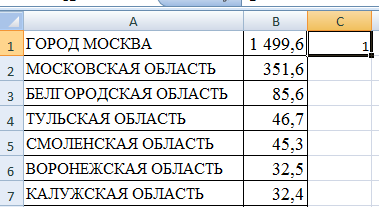 A B C
1 ГОРОД МОСКВА 1 499,6 1
2 МОСКОВСКАЯ ОБЛАСТЬ 351,6
3 БЕЛГОРОДСКАЯ ОБЛАСТЬ 85,6
4 ТУЛЬСКАЯ ОБЛАСТЬ 46,7
5 СМОЛЕНСКАЯ ОБЛАСТЬ 45,3
6 ВОРОНЕЖСКАЯ ОБЛАСТЬ 32,5
7 КАЛУЖСКАЯ ОБЛАСТЬ 32,4